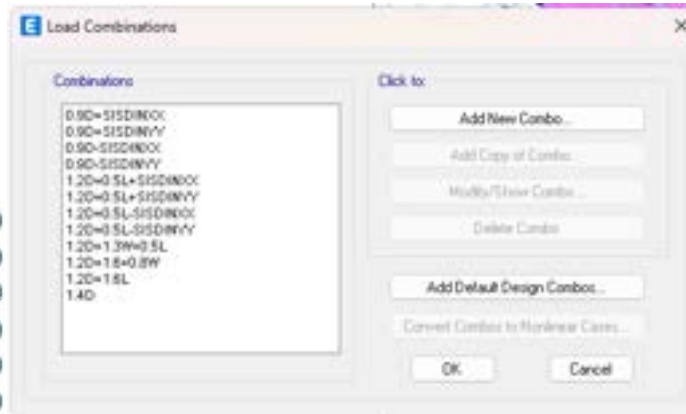 E Load Combinations
Combinations
0.9D=SISDINXX
0.9D=SISDINYY
0.9D-SISDINXX
0.9D-SISDINYY
1.2D=0.5L+SISDINXX
1.2D=0.5L+SISDINYY
1.2D=0.5L-SISDINXX
1.2D=0.5L-SISDINYY
1.2D=1.3W=0.5L
1.2D=1.6=0.8W
1.2D=1.6L
1.4D
Click to:
Add New Combo...
Add Copy of Combo...
Modify/Show Combo...
Delete Combo
Add Default Design Combos...
Convert Combos to Nonlinear Cases...
OK
Cancel